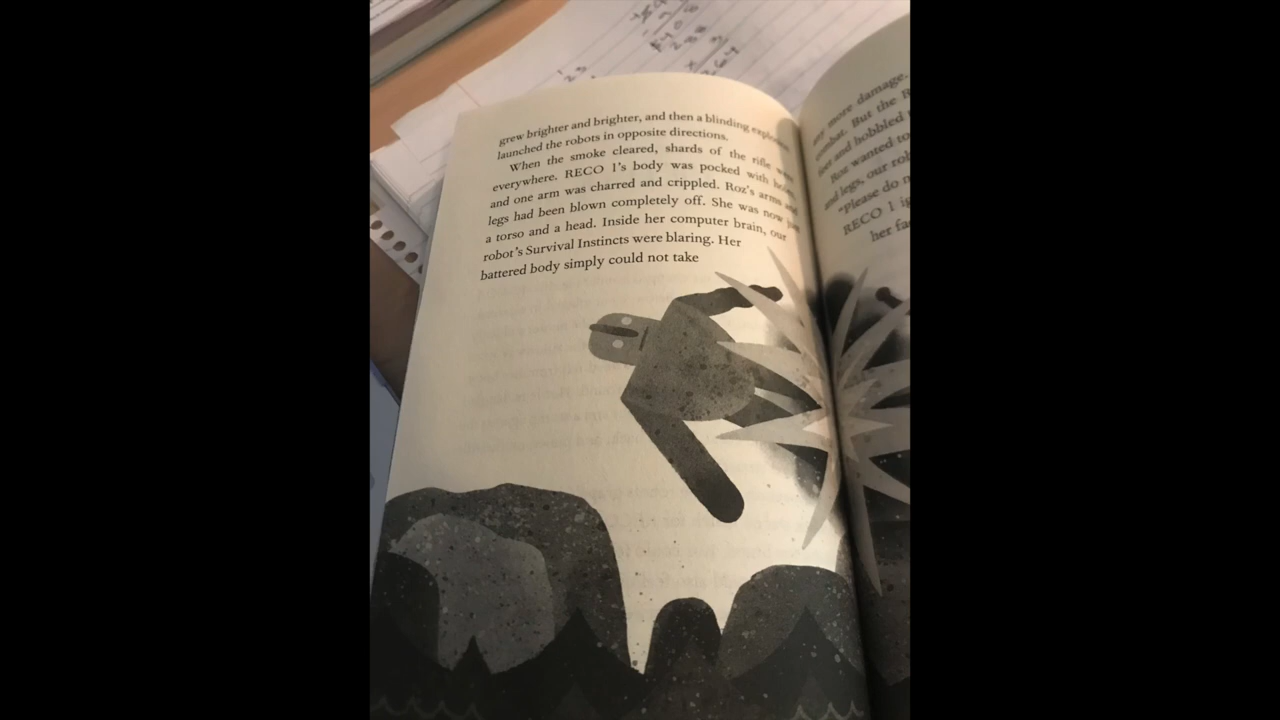 grew brighter and brighter, and then a blinding
launched the robots in opposite directions.
When the smoke cleared, shards of the rifle
everywhere. RECO 1's body was pocked with
and one arm was charred and crippled. Roz's arms
legs had been blown completely off. She was now
a torso and a head. Inside her computer brain, our
robot's Survival Instincts were blaring. Her
battered body simply could not take
any more damage.
combat. But the R
and hobbled
Roz wanted to
and legs, our rob
"Please do n
RECO 1 ig
her fa